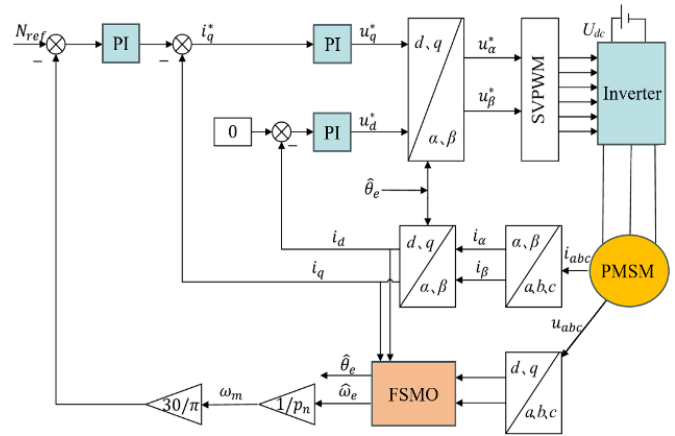 N_ref
−
PI
−
i_q^*
PI
u_q^*
d、q
α、β
u_α^*
u_β^*
SVPWM
U_dc
Inverter
0
−
PI
u_d^*
θ̂_e
i_d
i_q
d、q
α、β
i_α
i_β
α、β
a,b,c
i_abc
PMSM
u_abc
d、q
a,b,c
FSMO
θ̂_e
ω̂_e
1/p_n
ω_m
30/π